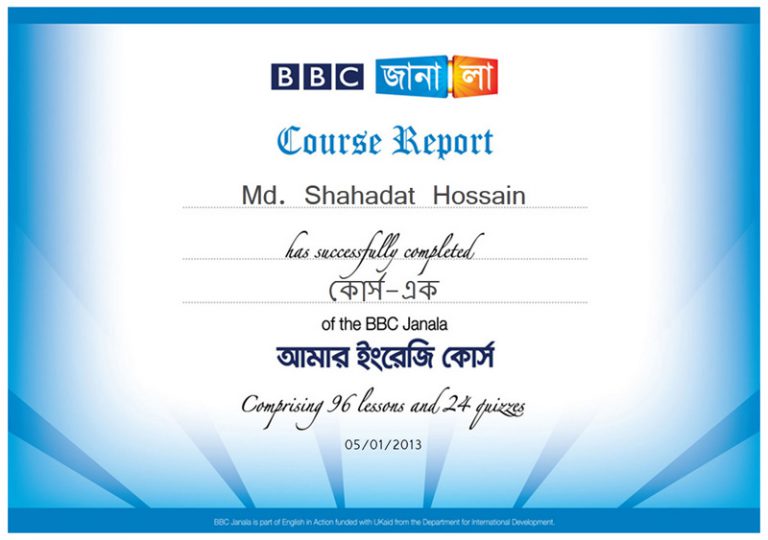 BBC জানালা
Course Report
Md. Shahadat Hossain
has successfully completed
কোর্স-এক
of the BBC Janala
আমার ইংরেজি কোর্স
Comprising 96 lessons and 24 quizzes
05/01/2013
BBC Janala is part of English in Action funded with UKaid from the Department for International Development.